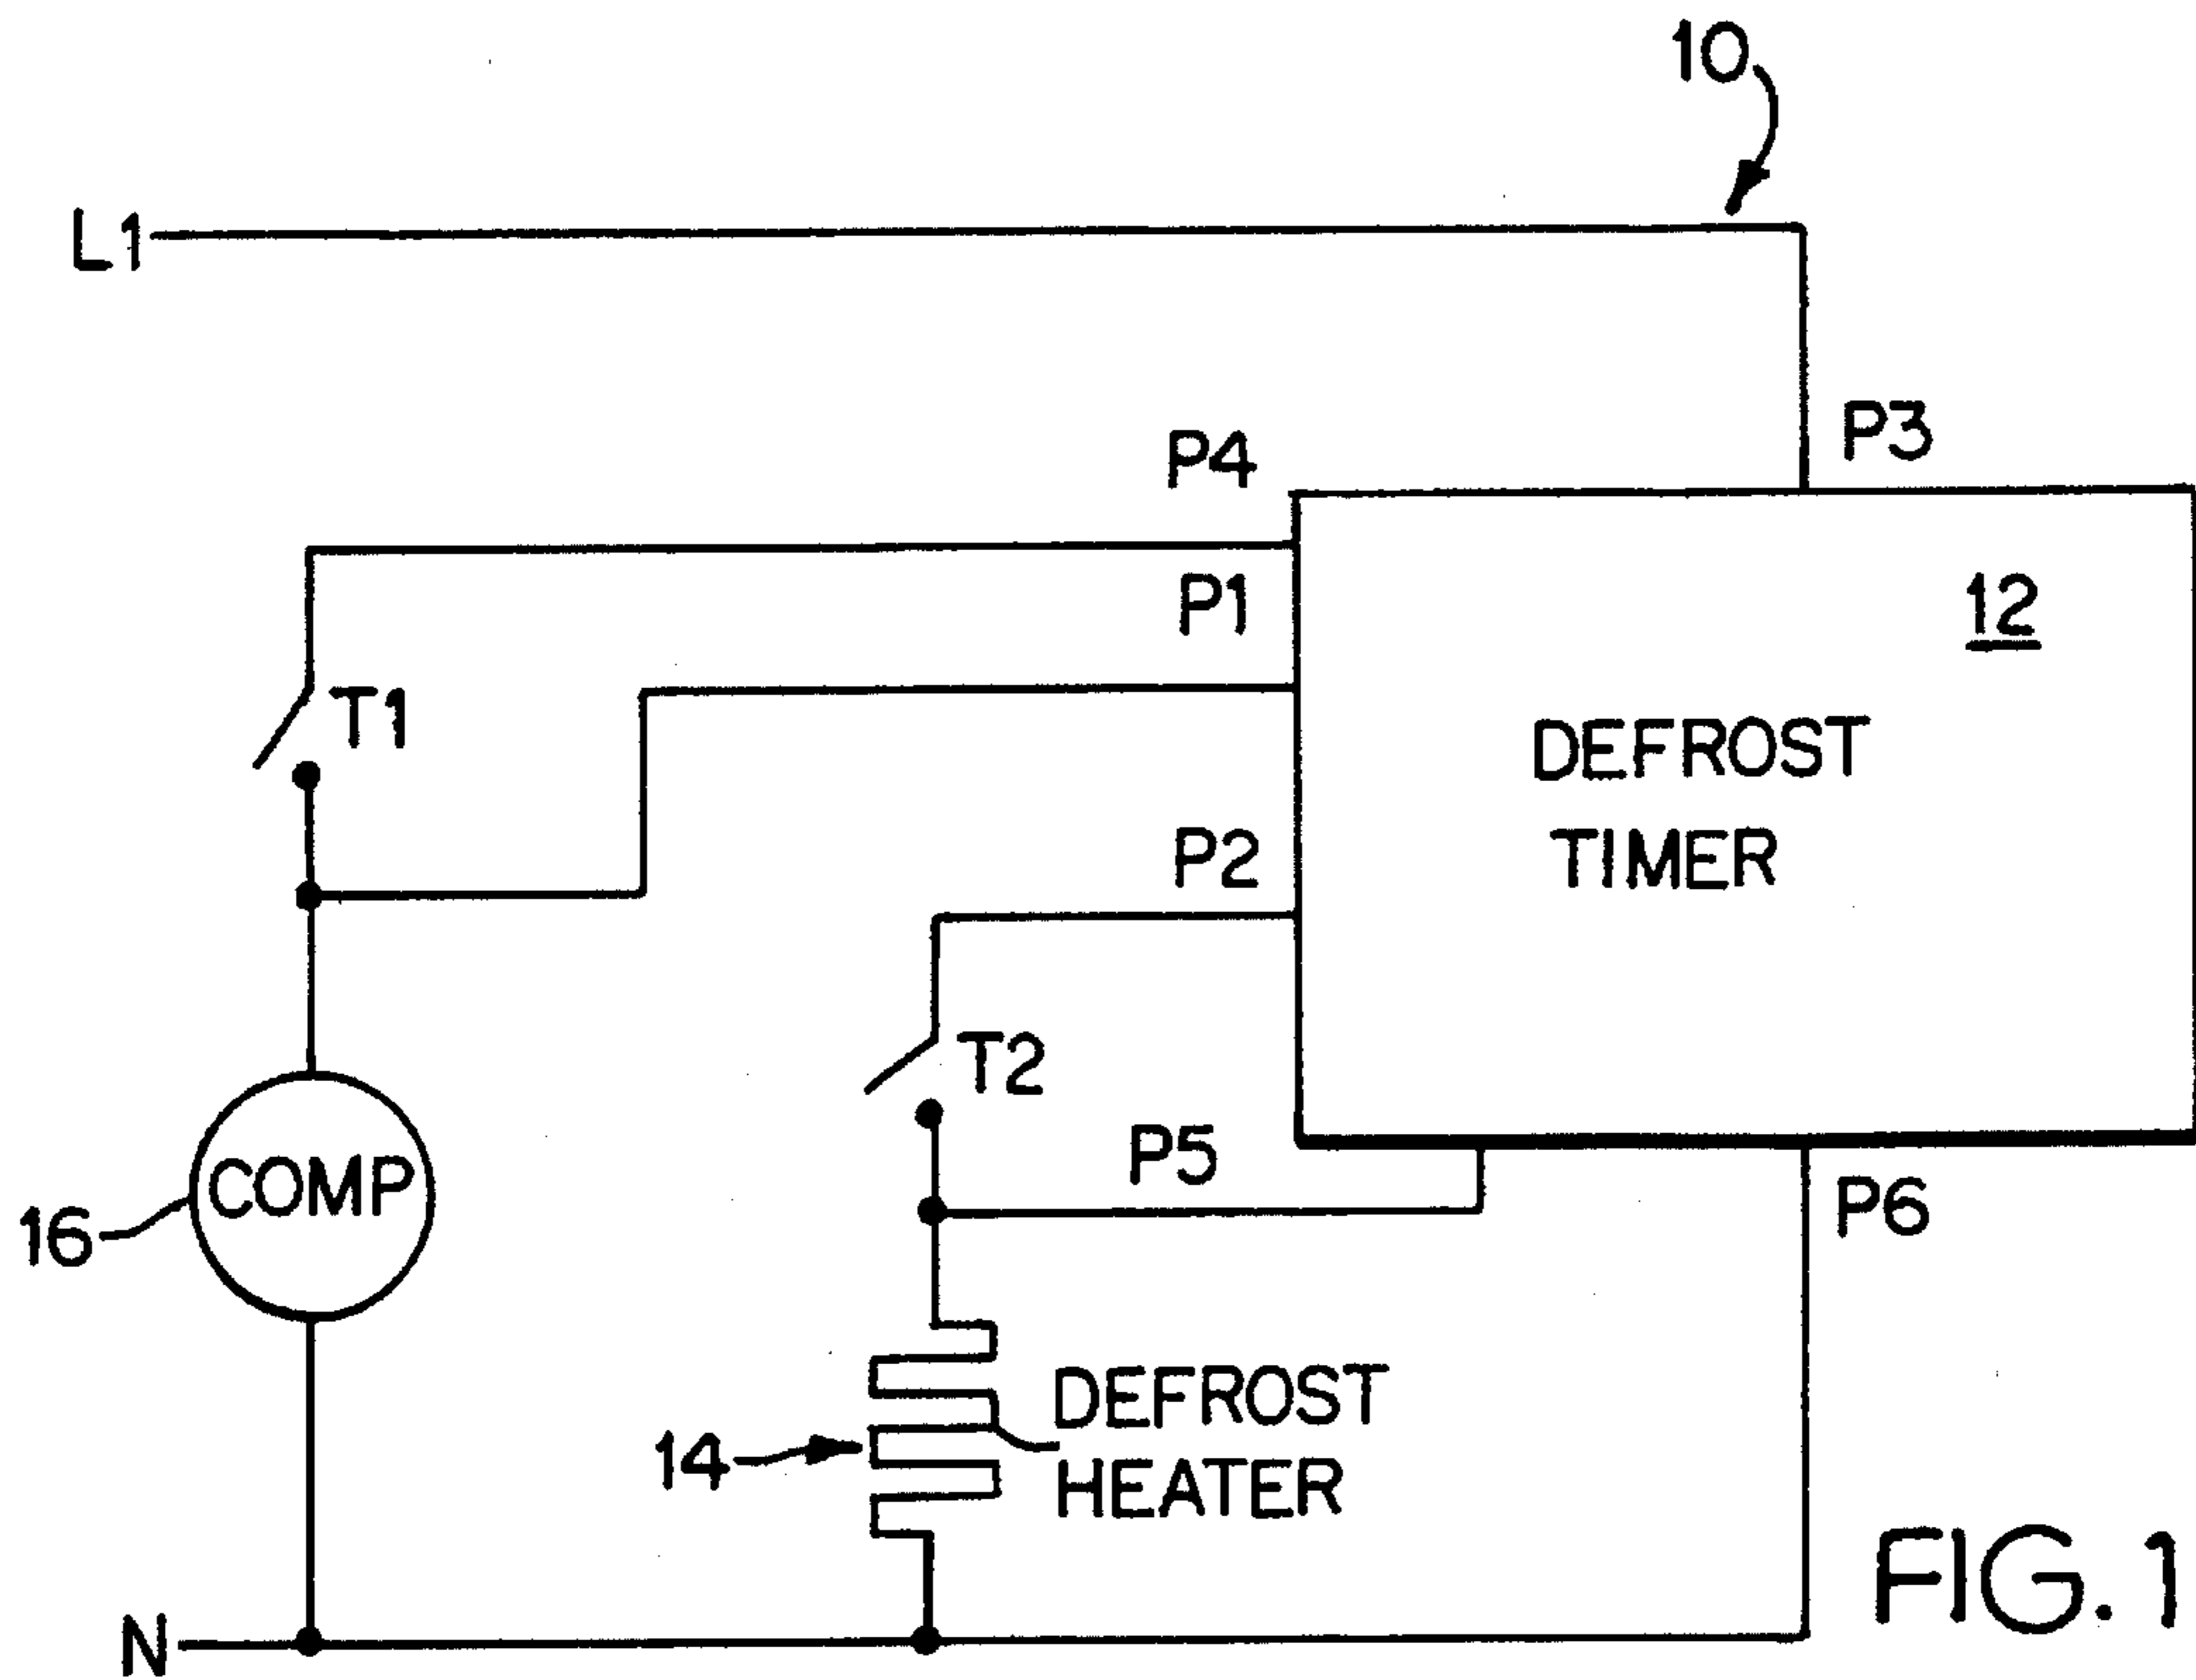 10
L1
P3
P4
P1
12
T1
DEFROST
TIMER
P2
T2
P5
COMP
16
P6
DEFROST
HEATER
14
FIG. 1
N